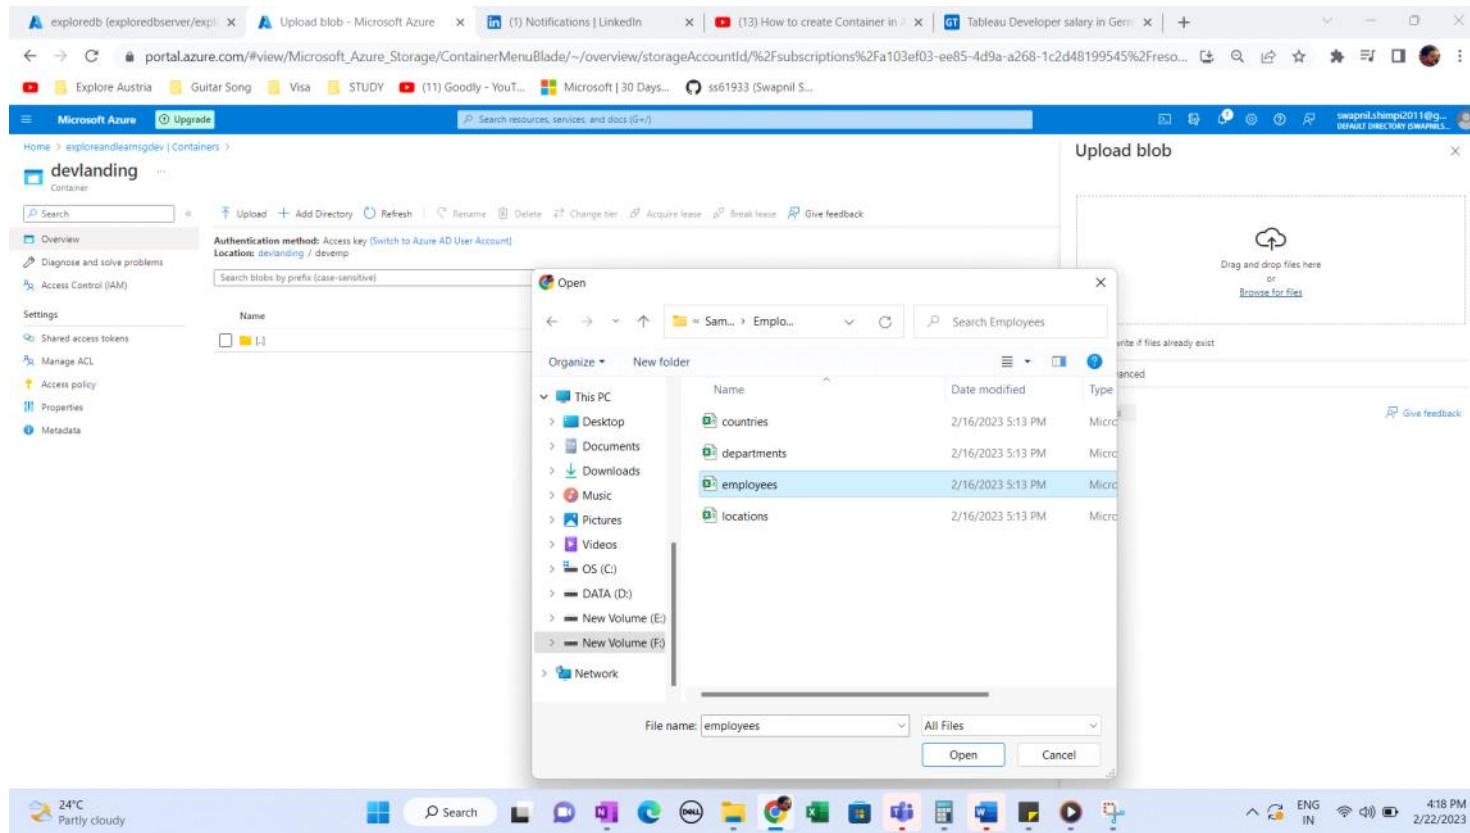 exploredb (exploredbserver/expl
Upload blob - Microsoft Azure
(1) Notifications | LinkedIn
(13) How to create Container in A
Tableau Developer salary in Germ
portal.azure.com/#view/Microsoft_Azure_Storage/ContainerMenuBlade/~/overview/storageAccountId/%2Fsubscriptions%2Fa103ef03-ee85-4d9a-a268-1c2d48199545%2Freso...
Explore Austria
Guitar Song
Visa
STUDY
(11) Goodly - YouT...
Microsoft | 30 Days...
ss61933 (Swapnil S...
Microsoft Azure
Upgrade
Search resources, services, and docs (G+/)
swapnil.shimpi2011@g...
DEFAULT DIRECTORY (SWAPNILS...
Home > exploreandlearnsgdev | Containers >
devlanding ...
Container
Search
Upload
Add Directory
Refresh
Rename
Delete
Change tier
Acquire lease
Break lease
Give feedback
Overview
Diagnose and solve problems
Access Control (IAM)
Settings
Shared access tokens
Manage ACL
Access policy
Properties
Metadata
Authentication method: Access key (Switch to Azure AD User Account)
Location: devlanding / devemp
Search blobs by prefix (case-sensitive)
Name
[..]
Upload blob
Drag and drop files here
or
Browse for files
write if files already exist
anced
Give feedback
Open
« Sam... > Emplo...
Search Employees
Organize
New folder
This PC
Desktop
Documents
Downloads
Music
Pictures
Videos
OS (C:)
DATA (D:)
New Volume (E:)
New Volume (F:)
Network
Name
Date modified
Type
countries
2/16/2023 5:13 PM
Micro
departments
2/16/2023 5:13 PM
Micro
employees
2/16/2023 5:13 PM
Micro
locations
2/16/2023 5:13 PM
Micro
File name: employees
All Files
Open
Cancel
24°C
Partly cloudy
Search
DELL
ENG
IN
4:18 PM
2/22/2023